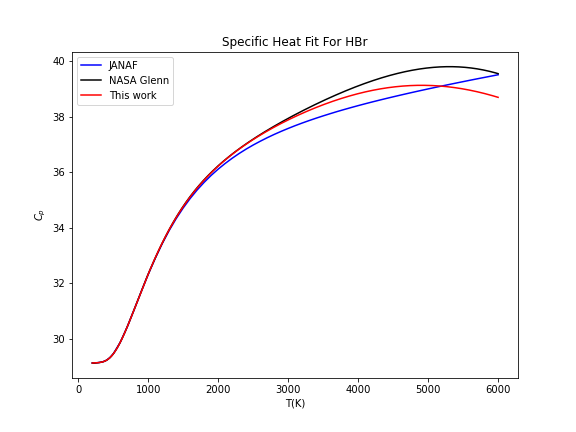 Specific Heat Fit For HBr
JANAF
NASA Glenn
This work
40
38
36
34
32
30
C_p
0 1000 2000 3000 4000 5000 6000
T(K)